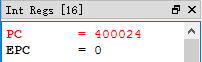 Int Regs [16]
PC = 400024
EPC = 0